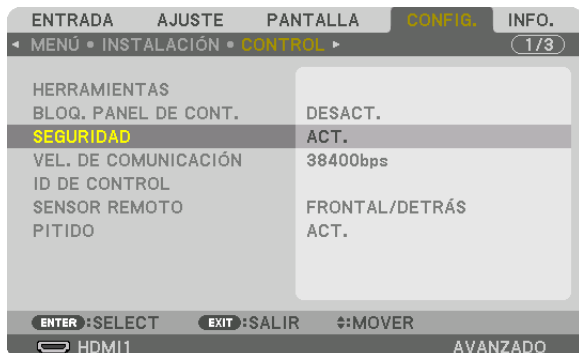 ENTRADA AJUSTE PANTALLA CONFIG. INFO.
MENÚ • INSTALACIÓN • CONTROL 1/3
HERRAMIENTAS
BLOQ. PANEL DE CONT. DESACT.
SEGURIDAD ACT.
VEL. DE COMUNICACIÓN 38400bps
ID DE CONTROL
SENSOR REMOTO FRONTAL/DETRÁS
PITIDO ACT.
ENTER :SELECT EXIT :SALIR :MOVER
HDMI1 AVANZADO